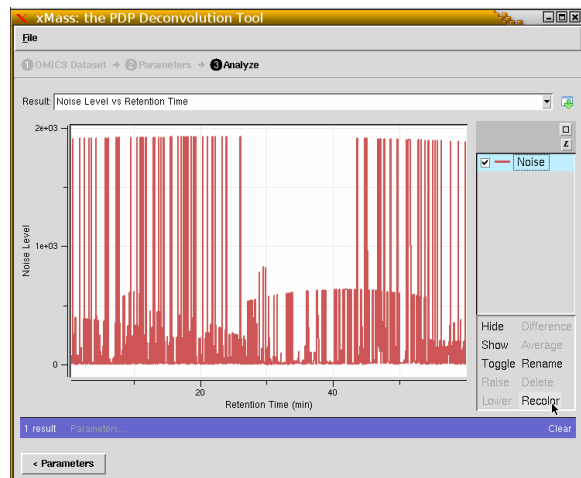 xMass: the PDP Deconvolution Tool
File
1 OMICS Dataset → 2 Parameters → 3 Analyze
Result: Noise Level vs Retention Time
2e+03
1e+03
0
Noise Level
20 40
Retention Time (min)
Z
Noise
Hide Difference
Show Average
Toggle Rename
Raise Delete
Lower Recolor
1 result Parameters... Clear
< Parameters